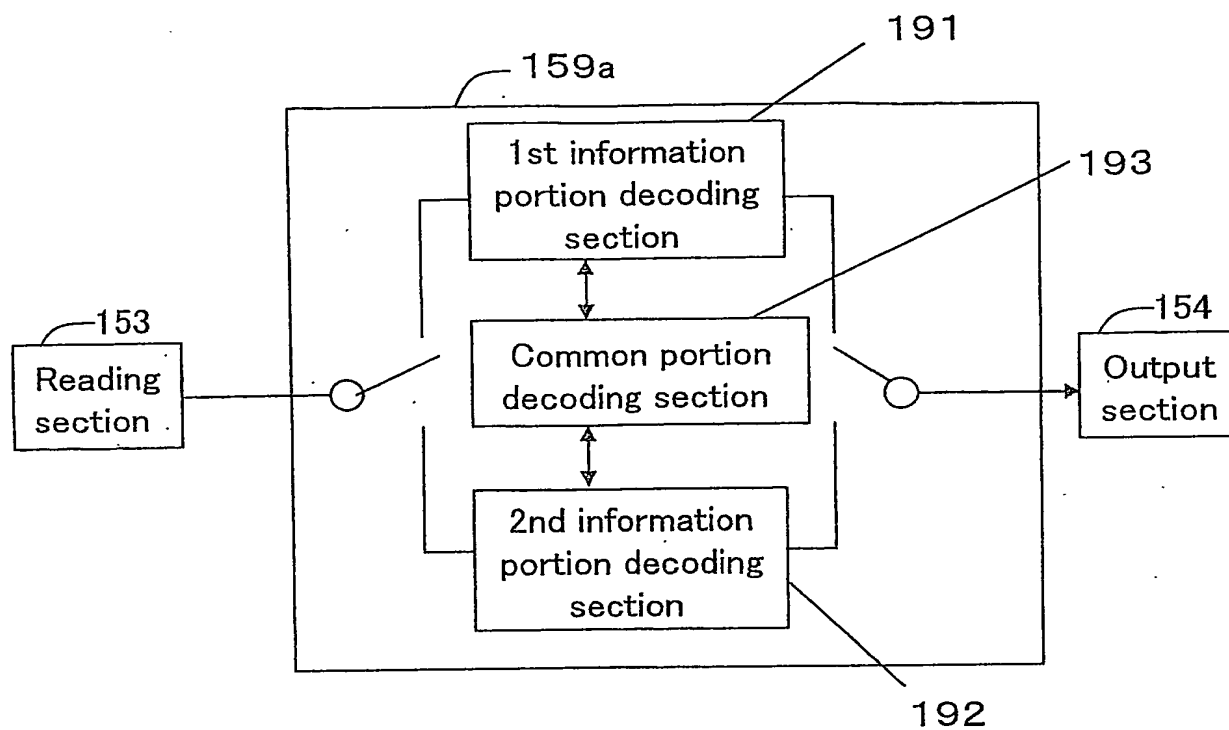 191
159a
1st information
portion decoding
section
193
153
Reading
section
Common portion
decoding section
154
Output
section
2nd information
portion decoding
section
192